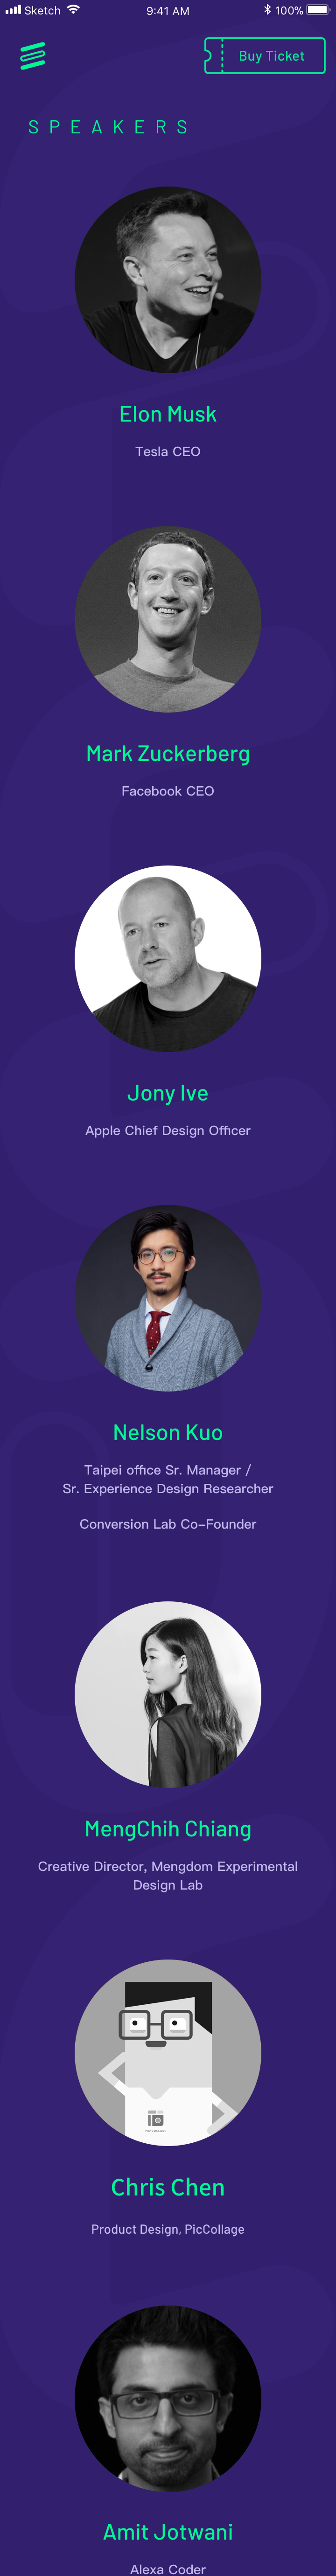 Sketch 9:41 AM 100%
Buy Ticket
SPEAKERS
Elon Musk
Tesla CEO
Mark Zuckerberg
Facebook CEO
Jony Ive
Apple Chief Design Officer
Nelson Kuo
Taipei office Sr. Manager /
Sr. Experience Design Researcher
Conversion Lab Co-Founder
MengChih Chiang
Creative Director, Mengdom Experimental
Design Lab
PIC•COLLAGE
Chris Chen
Product Design, PicCollage
Amit Jotwani
Alexa Coder